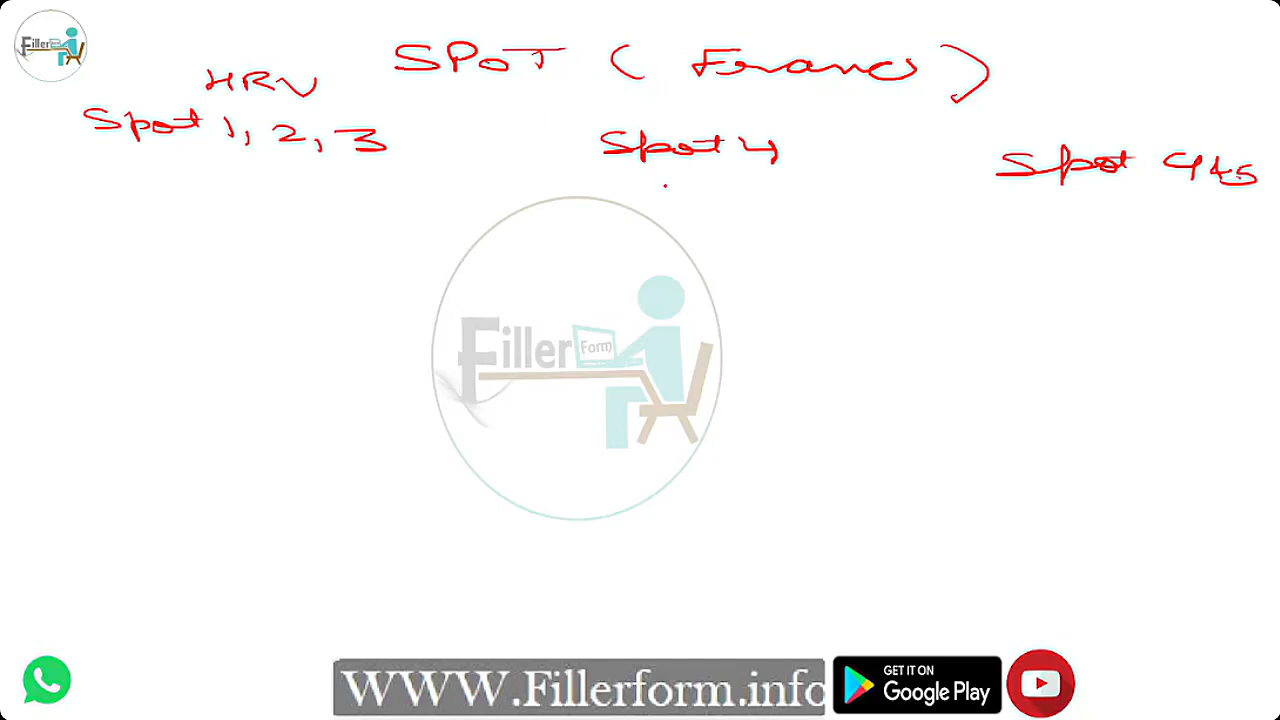 Filler
SPOT (France)
HRV
Spot 1, 2, 3
Spot 4
Spot 4&5
Filler Form
WWW.Fillerform.info
GET IT ON
Google Play